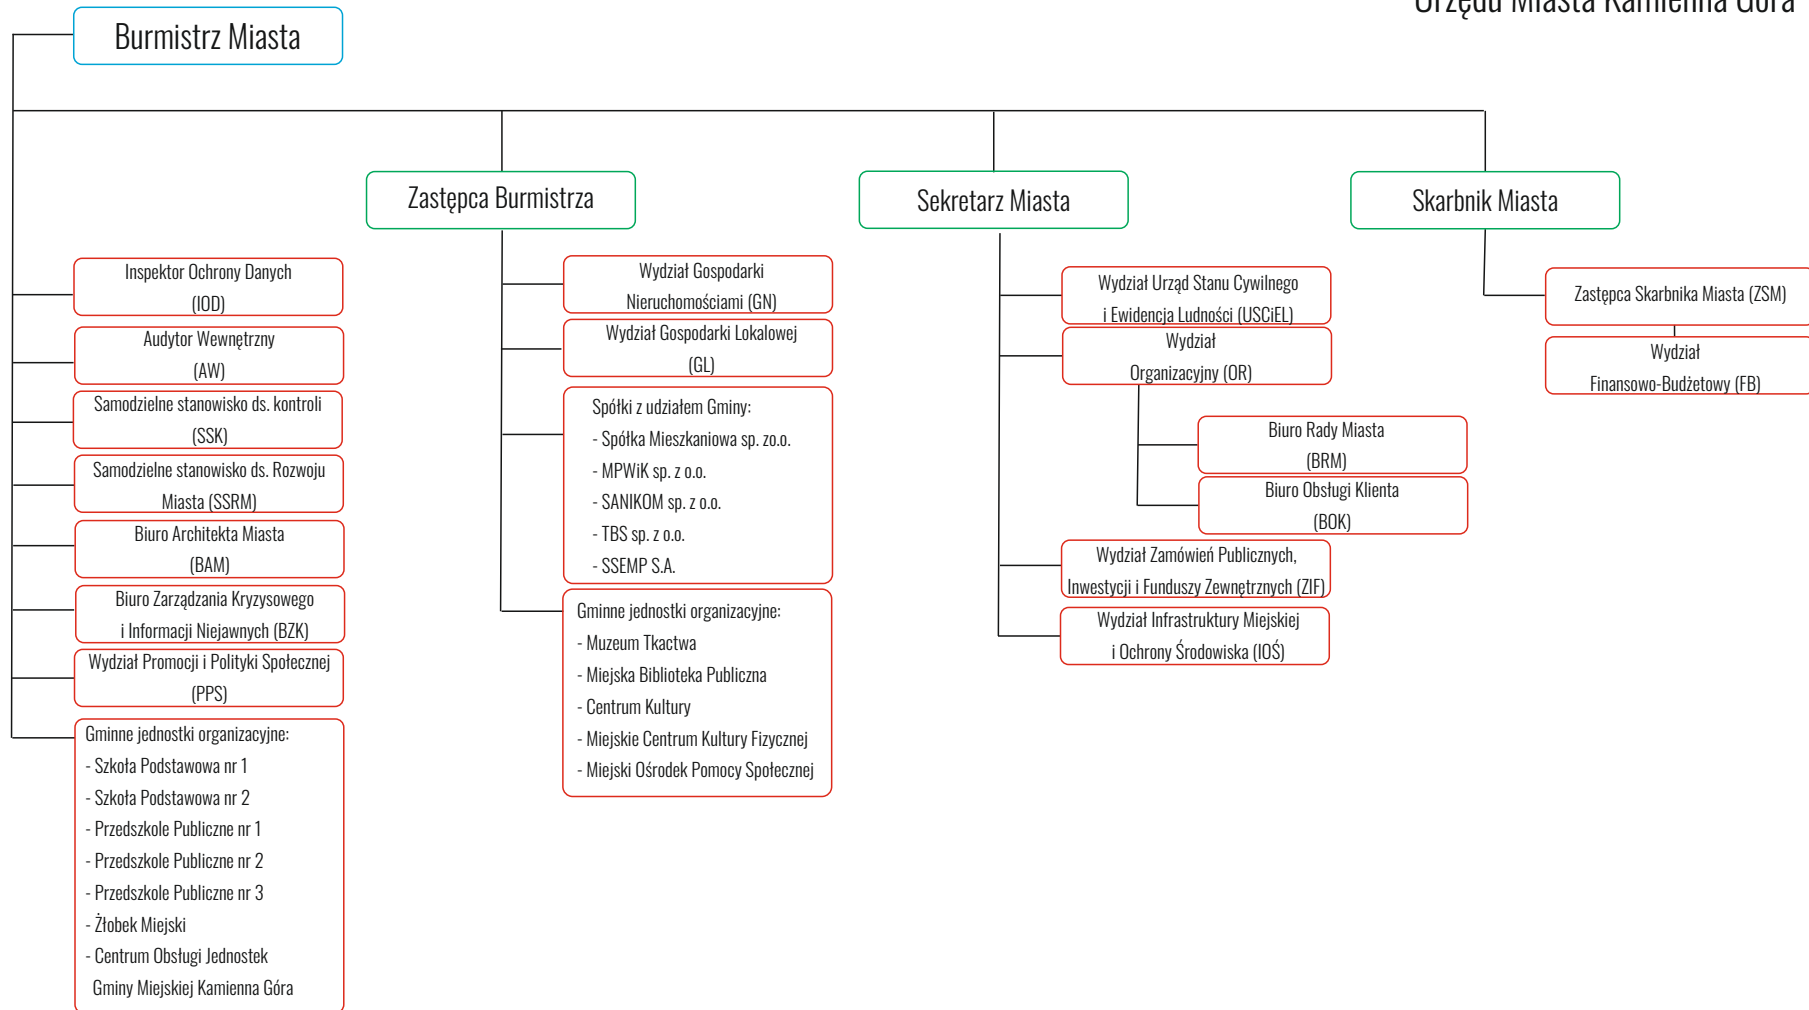 Urzędu Miasta Kamienna Góra
Burmistrz Miasta
Zastępca Burmistrza
Sekretarz Miasta
Skarbnik Miasta
Inspektor Ochrony Danych
(IOD)
Audytor Wewnętrzny
(AW)
Samodzielne stanowisko ds. kontroli
(SSK)
Samodzielne stanowisko ds. Rozwoju
Miasta (SSRM)
Biuro Architekta Miasta
(BAM)
Biuro Zarządzania Kryzysowego
i Informacji Niejawnych (BZK)
Wydział Promocji i Polityki Społecznej
(PPS)
Gminne jednostki organizacyjne:
- Szkoła Podstawowa nr 1
- Szkoła Podstawowa nr 2
- Przedszkole Publiczne nr 1
- Przedszkole Publiczne nr 2
- Przedszkole Publiczne nr 3
- Żłobek Miejski
- Centrum Obsługi Jednostek
Gminy Miejskiej Kamienna Góra
Wydział Gospodarki
Nieruchomościami (GN)
Wydział Gospodarki Lokalowej
(GL)
Spółki z udziałem Gminy:
- Spółka Mieszkaniowa sp. zo.o.
- MPWiK sp. z o.o.
- SANIKOM sp. z o.o.
- TBS sp. z o.o.
- SSEMP S.A.
Gminne jednostki organizacyjne:
- Muzeum Tkactwa
- Miejska Biblioteka Publiczna
- Centrum Kultury
- Miejskie Centrum Kultury Fizycznej
- Miejski Ośrodek Pomocy Społecznej
Wydział Urząd Stanu Cywilnego
i Ewidencja Ludności (USCiEL)
Wydział
Organizacyjny (OR)
Biuro Rady Miasta
(BRM)
Biuro Obsługi Klienta
(BOK)
Wydział Zamówień Publicznych,
Inwestycji i Funduszy Zewnętrznych (ZIF)
Wydział Infrastruktury Miejskiej
i Ochrony Środowiska (IOŚ)
Zastępca Skarbnika Miasta (ZSM)
Wydział
Finansowo-Budżetowy (FB)